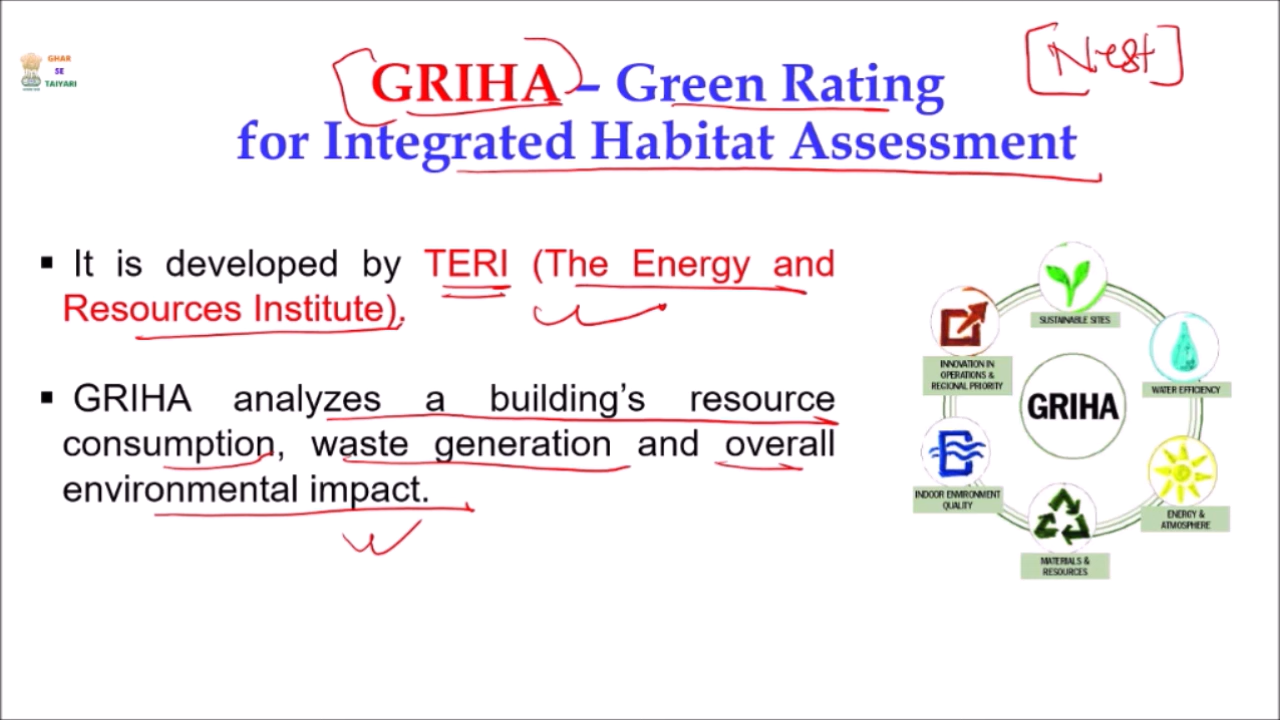 GHAR
SE
TAIYARI
[Nest]
GRIHA – Green Rating
for Integrated Habitat Assessment
▪ It is developed by TERI (The Energy and
Resources Institute).
▪ GRIHA analyzes a building's resource
consumption, waste generation and overall
environmental impact.
SUSTAINABLE SITES
INNOVATION IN
OPERATIONS &
REGIONAL PRIORITY
WATER EFFICIENCY
GRIHA
INDOOR ENVIRONMENT
QUALITY
ENERGY &
ATMOSPHERE
MATERIALS &
RESOURCES